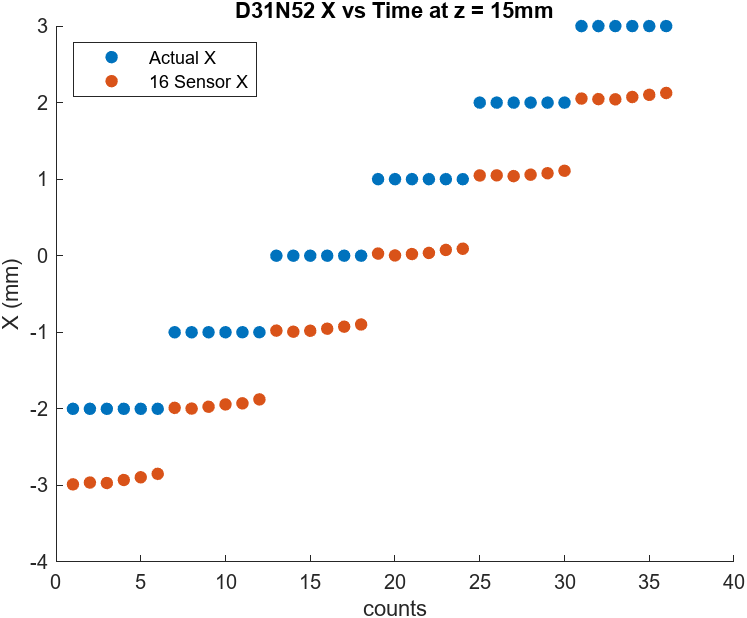 D31N52 X vs Time at z = 15mm
Actual X
16 Sensor X
3
2
1
0
-1
-2
-3
-4
X (mm)
0 5 10 15 20 25 30 35 40
counts